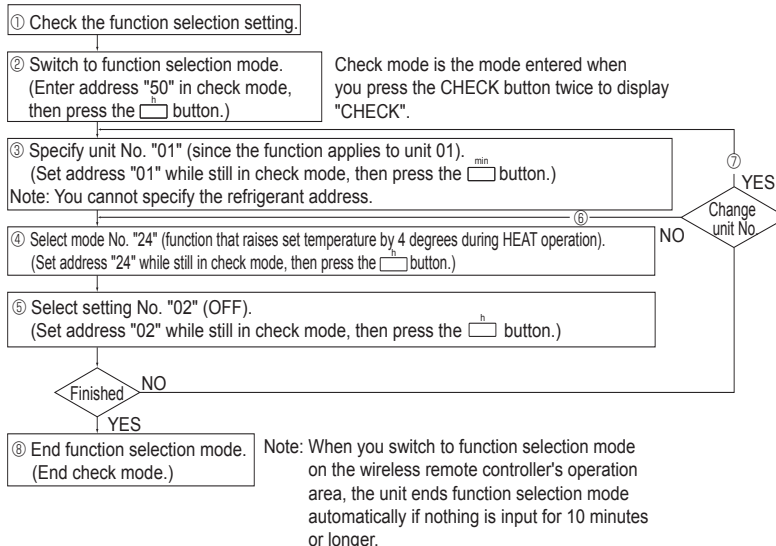 ① Check the function selection setting.
② Switch to function selection mode.
(Enter address "50" in check mode,
h
then press the button.)
Check mode is the mode entered when
you press the CHECK button twice to display
"CHECK".
③ Specify unit No. "01" (since the function applies to unit 01).
min
(Set address "01" while still in check mode, then press the button.)
Note: You cannot specify the refrigerant address.
⑦
YES
⑥
Change
unit No.
NO
④ Select mode No. "24" (function that raises set temperature by 4 degrees during HEAT operation).
h
(Set address "24" while still in check mode, then press the button.)
⑤ Select setting No. "02" (OFF).
h
(Set address "02" while still in check mode, then press the button.)
Finished
NO
YES
⑧ End function selection mode.
(End check mode.)
Note: When you switch to function selection mode
on the wireless remote controller's operation
area, the unit ends function selection mode
automatically if nothing is input for 10 minutes
or longer.